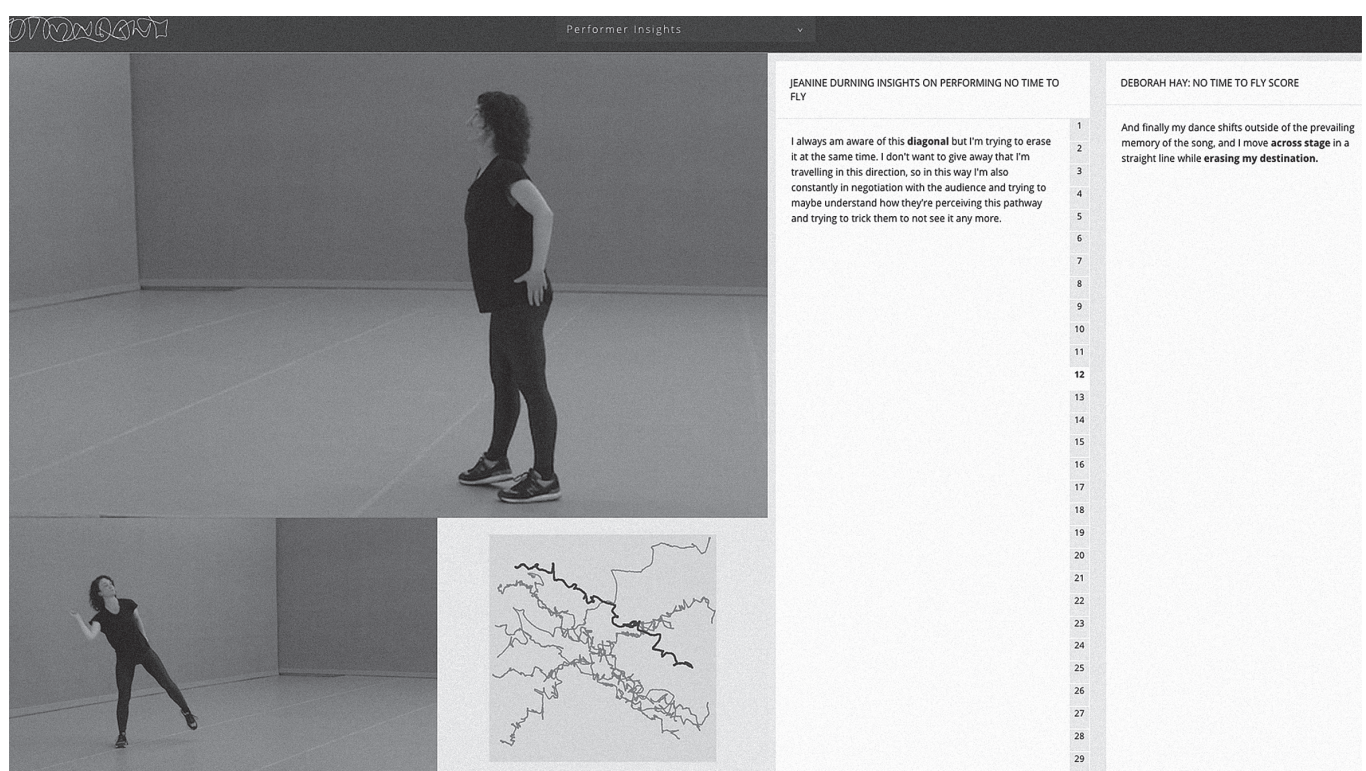 Performer Insights
JEANINE DURNING INSIGHTS ON PERFORMING NO TIME TO
FLY
I always am aware of this diagonal but I'm trying to erase
it at the same time. I don't want to give away that I'm
travelling in this direction, so in this way I'm also
constantly in negotiation with the audience and trying to
maybe understand how they're perceiving this pathway
and trying to trick them to not see it any more.
1
2
3
4
5
6
7
8
9
10
11
12
13
14
15
16
17
18
19
20
21
22
23
24
25
26
27
28
29
DEBORAH HAY: NO TIME TO FLY SCORE
And finally my dance shifts outside of the prevailing
memory of the song, and I move across stage in a
straight line while erasing my destination.